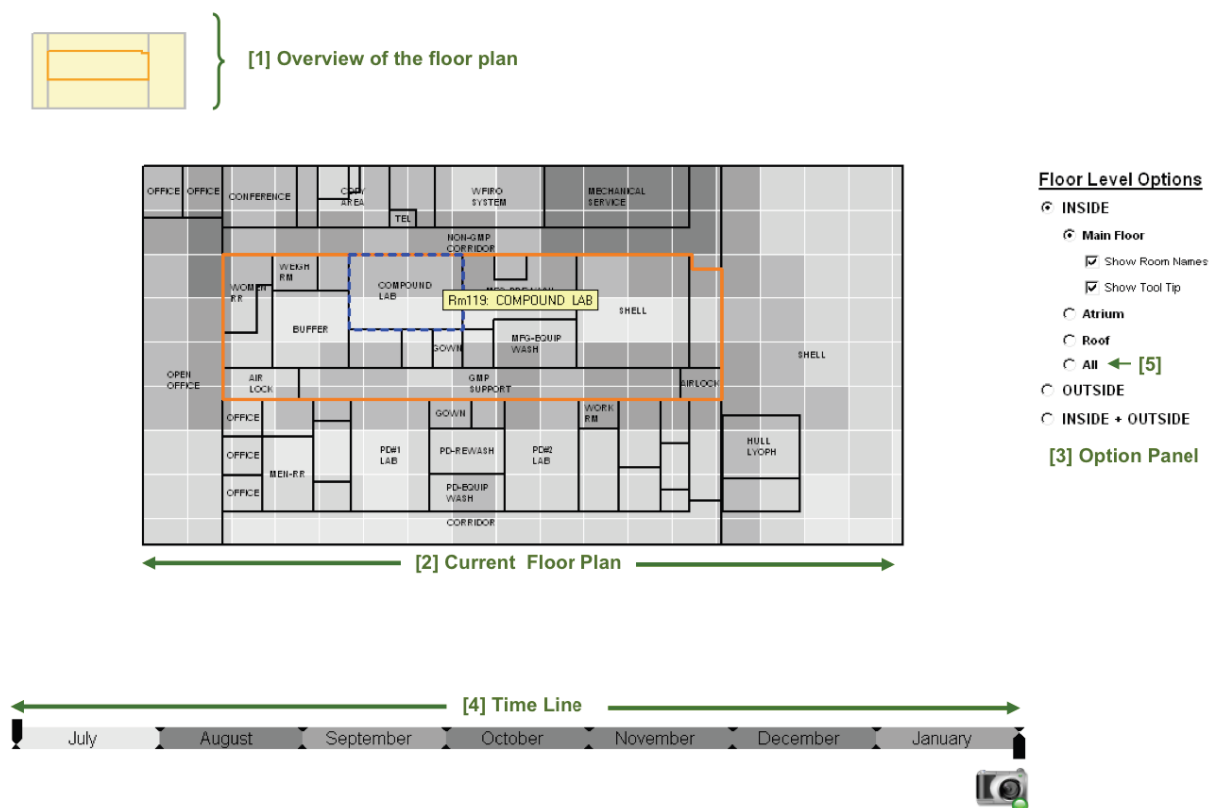 [1] Overview of the floor plan
OFFICE
OFFICE
CONFERENCE
COPY
AREA
TEL
WFIRO
SYSTEM
MECHANICAL
SERVICE
NON-GMP
CORRIDOR
WOMEN
RR
WEIGH
RM
COMPOUND
LAB
Rm119: COMPOUND LAB
SHELL
BUFFER
GOWN
MFG-EQUIP
WASH
SHELL
OPEN
OFFICE
AIR
LOCK
GMP
SUPPORT
AIRLOCK
OFFICE
GOWN
WORK
RM
OFFICE
MEN-RR
PD#1
LAB
PD-REWASH
PD#2
LAB
HULL
LYOPH
OFFICE
PD-EQUIP
WASH
CORRIDOR
[2] Current Floor Plan
Floor Level Options
INSIDE
Main Floor
Show Room Names
Show Tool Tip
Atrium
Roof
All [5]
OUTSIDE
INSIDE + OUTSIDE
[3] Option Panel
[4] Time Line
July August September October November December January